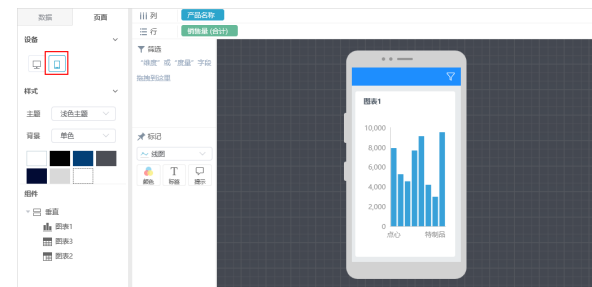 数据 页面
设备
样式
主题 浅色主题
背景 单色
组件
垂直
图表1
图表3
图表2
列 产品名称
行 销售量 (合计)
筛选
"维度" 或 "度量" 字段
拖拽到这里
标记
线图
颜色 标签 提示
图表1
10,000
8,000
6,000
4,000
2,000
0
点心 特制品